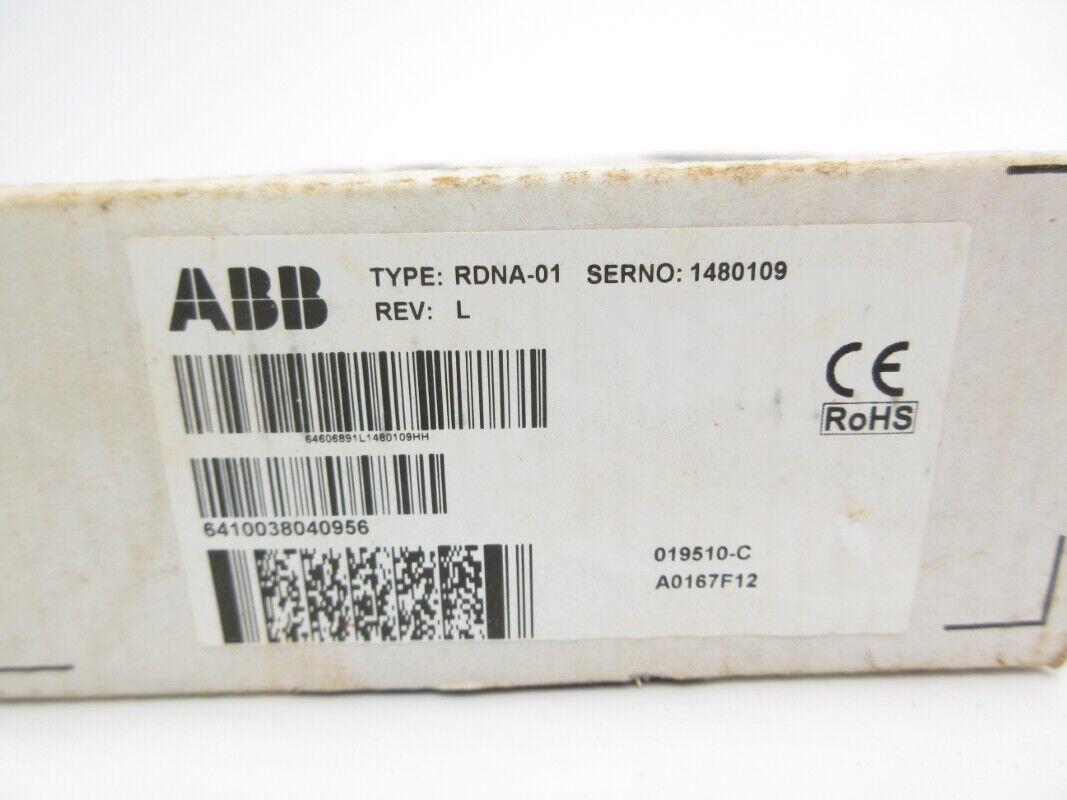 ABB
TYPE: RDNA-01 SERNO: 1480109
REV: L
64606891L1480109HH
6410038040956
CE
RoHS
019510-C
A0167F12